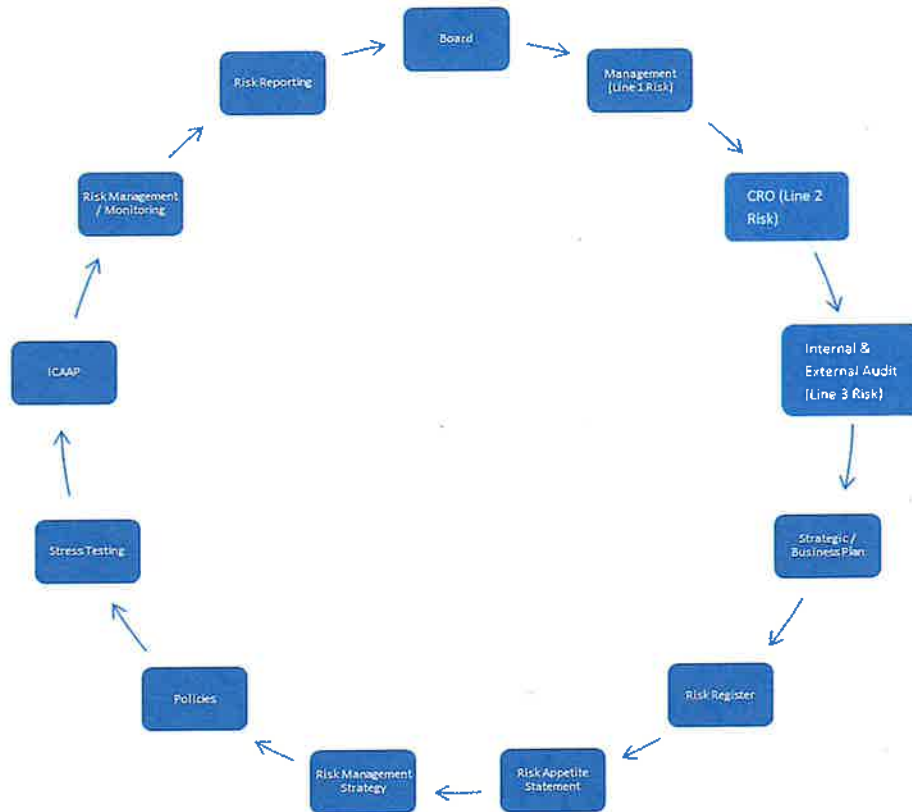 Board
Management
(Line 1 Risk)
CRO (Line 2
Risk)
Internal &
External Audit
(Line 3 Risk)
Strategic /
Business Plan
Risk Register
Risk Appetite
Statement
Risk Management
Strategy
Policies
Stress Testing
ICAAP
Risk Management
/ Monitoring
Risk Reporting